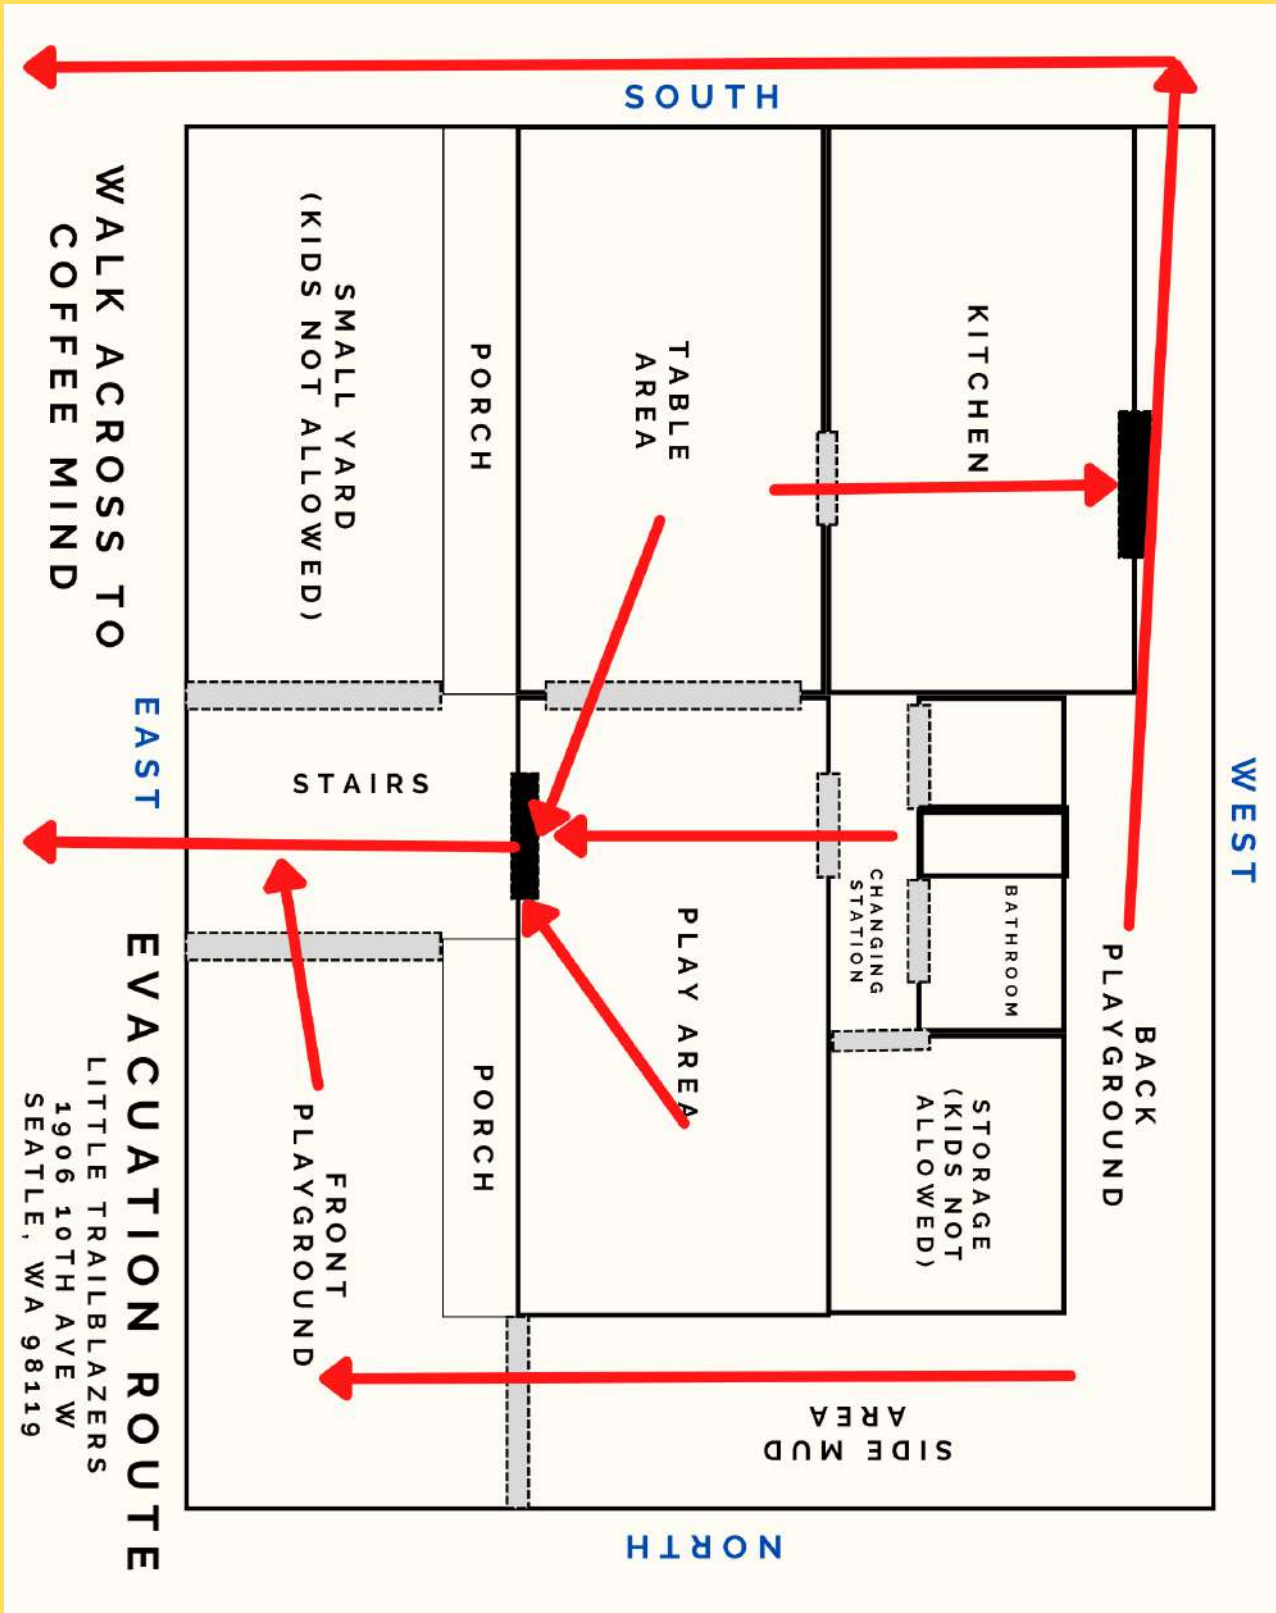 SOUTH
WALK ACROSS TO
COFFEE MIND
SMALL YARD
(KIDS NOT ALLOWED)
PORCH
TABLE
AREA
KITCHEN
EAST
WEST
STAIRS
CHANGING
STATION
BATHROOM
PLAY AREA
BACK
PLAYGROUND
STORAGE
(KIDS NOT
ALLOWED)
PORCH
FRONT
PLAYGROUND
SIDE MUD
AREA
EVACUATION ROUTE
LITTLE TRAILBLAZERS
1906 10TH AVE W
SEATLE, WA 98119
NORTH